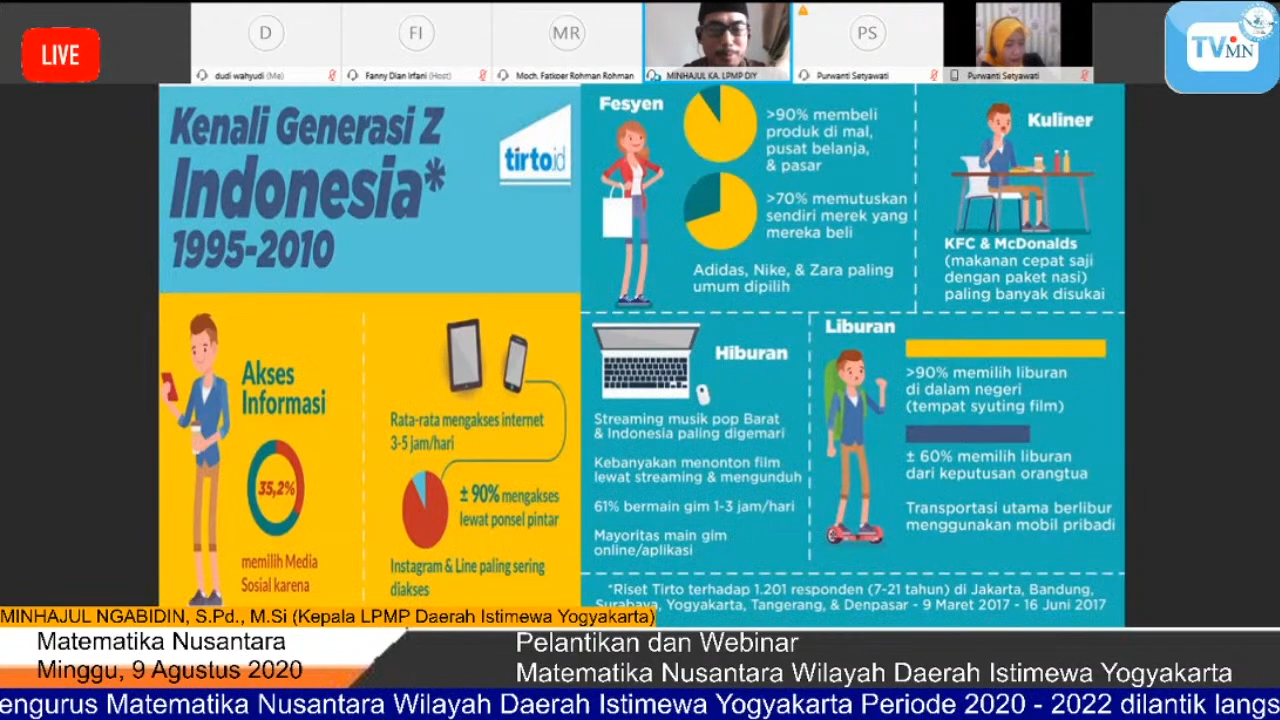 LIVE
D
FI
MR
PS
dudi wahyudi (Me)
Fanny Dian Irfani (Host)
Moch. Fatkoer Rohman Rohman
MINHAJUL KA. LPMP DIY
Purwanti Setyawati
Purwanti Setyawati
TVMN
Kenali Generasi Z
Indonesia*
1995-2010
tirto.id
Akses
Informasi
35,2%
memilih Media
Sosial karena
Rata-rata mengakses internet
3-5 jam/hari
± 90% mengakses
lewat ponsel pintar
Instagram & Line paling sering
diakses
Fesyen
>90% membeli
produk di mal,
pusat belanja,
& pasar
>70% memutuskan
sendiri merek yang
mereka beli
Adidas, Nike, & Zara paling
umum dipilih
Kuliner
KFC & McDonalds
(makanan cepat saji
dengan paket nasi)
paling banyak disukai
Hiburan
Streaming musik pop Barat
& Indonesia paling digemari
Kebanyakan menonton film
lewat streaming & mengunduh
61% bermain gim 1-3 jam/hari
Mayoritas main gim
online/aplikasi
Liburan
>90% memilih liburan
di dalam negeri
(tempat syuting film)
± 60% memilih liburan
dari keputusan orangtua
Transportasi utama berlibur
menggunakan mobil pribadi
*Riset Tirto terhadap 1.201 responden (7-21 tahun) di Jakarta, Bandung,
Surabaya, Yogyakarta, Tangerang, & Denpasar - 9 Maret 2017 - 16 Juni 2017
MINHAJUL NGABIDIN, S.Pd., M.Si (Kepala LPMP Daerah Istimewa Yogyakarta)
Matematika Nusantara
Minggu, 9 Agustus 2020
Pelantikan dan Webinar
Matematika Nusantara Wilayah Daerah Istimewa Yogyakarta
engurus Matematika Nusantara Wilayah Daerah Istimewa Yogyakarta Periode 2020 - 2022 dilantik langs